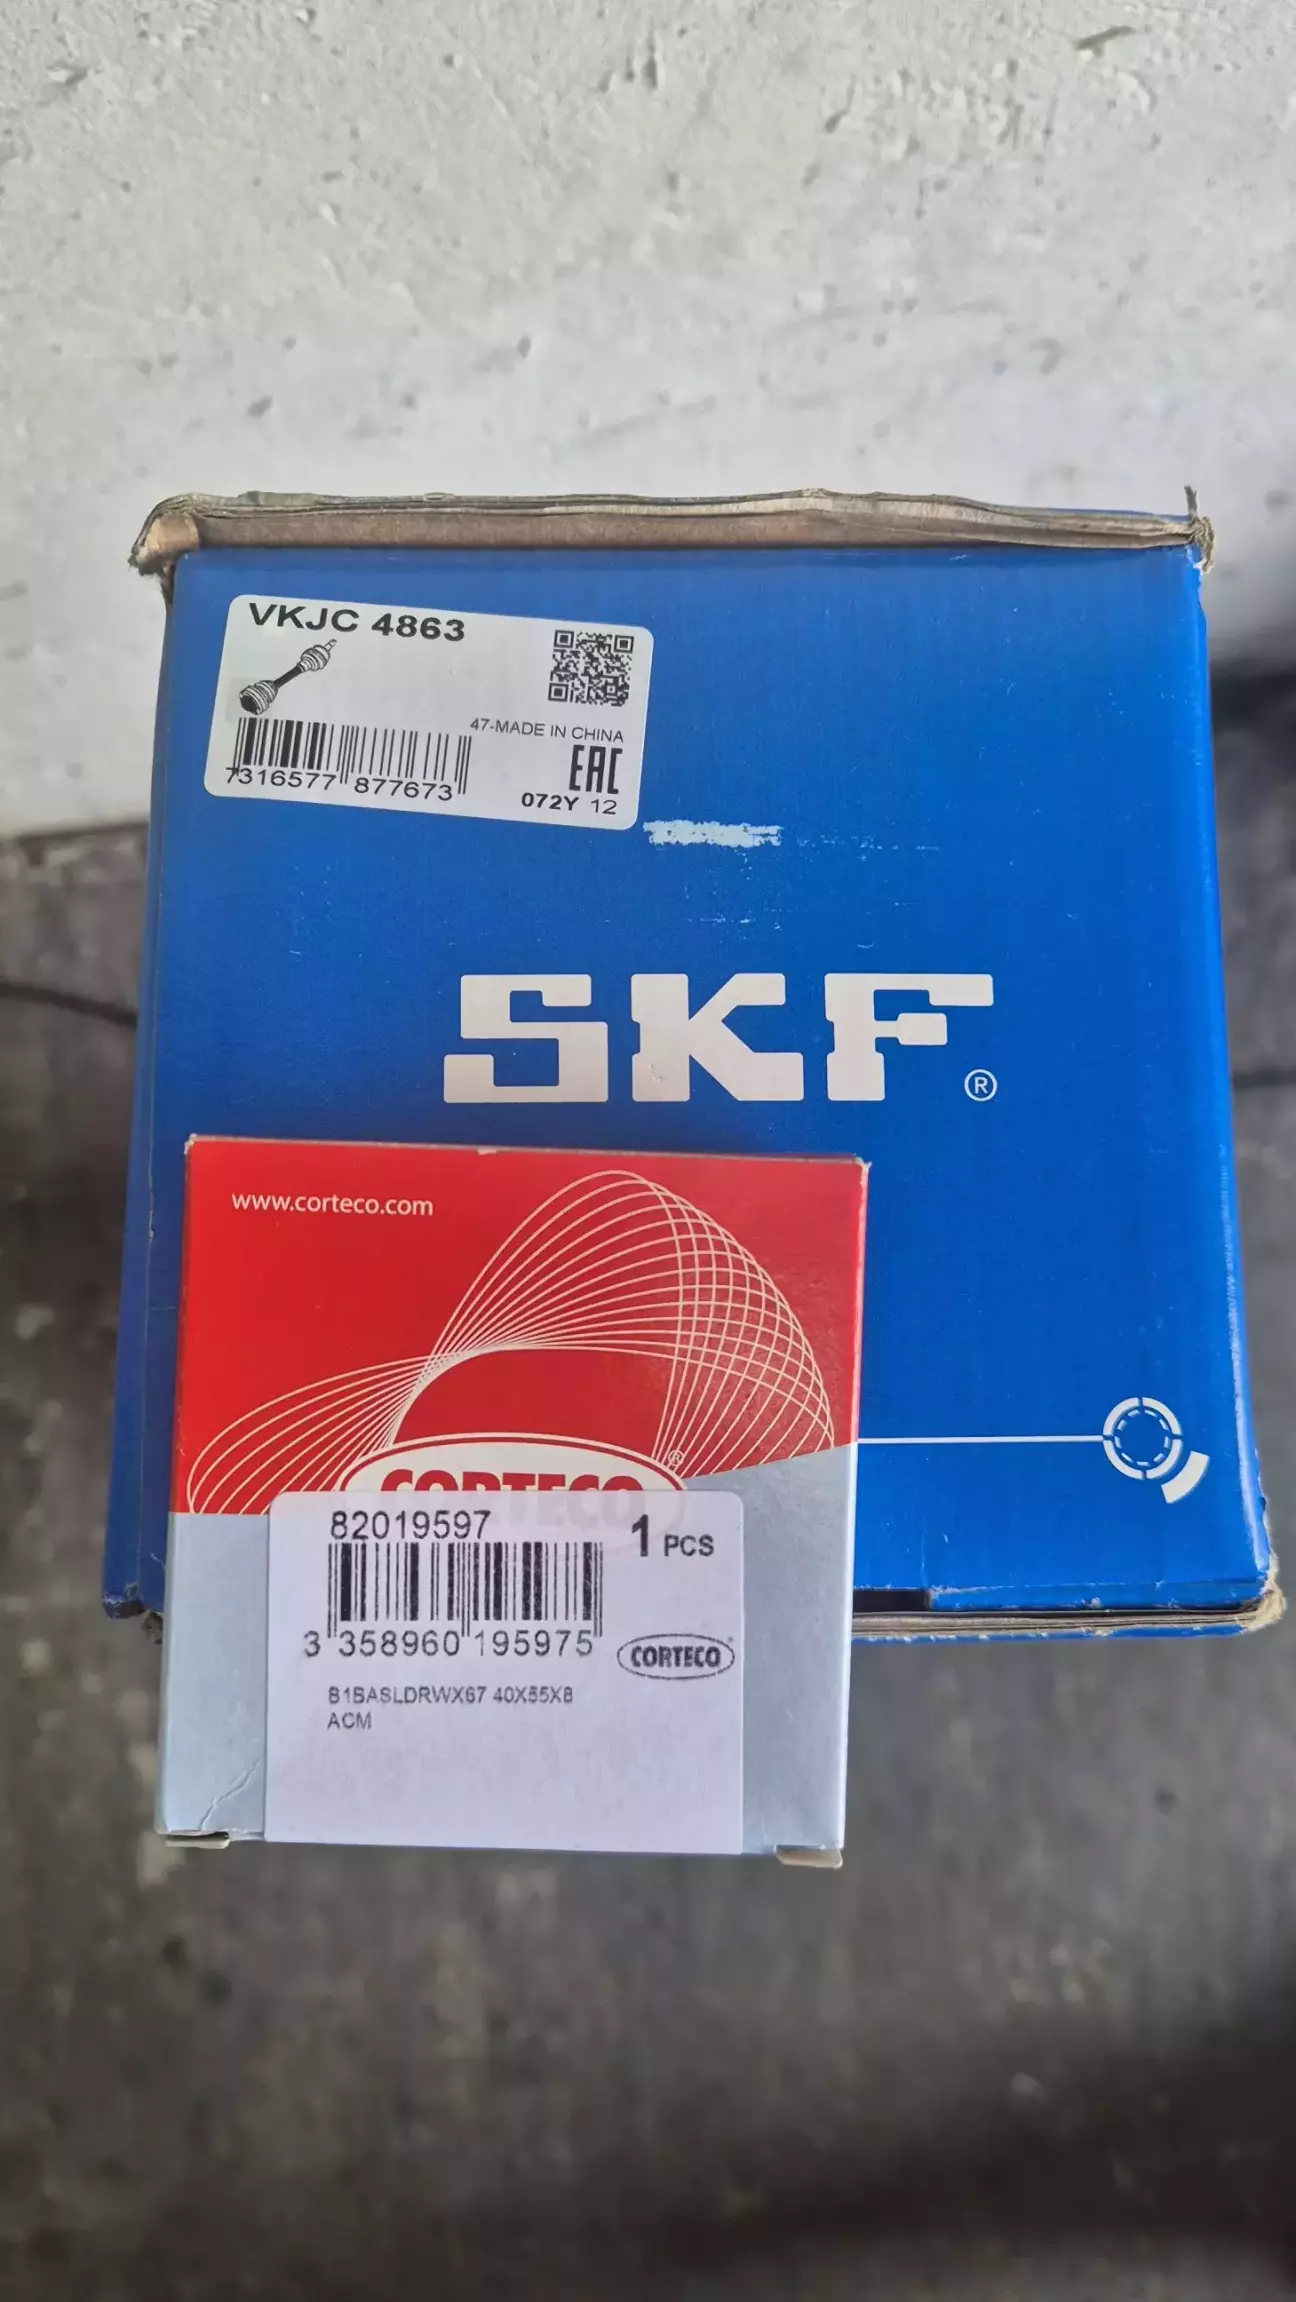 VKJC 4863
47-MADE IN CHINA
EAC
7316577 877673
072Y 12
SKF®
www.corteco.com
CORTECO®
82019597
1 PCS
3 358960 195975
CORTECO
B1BASLDRWX67 40X55X8
ACM